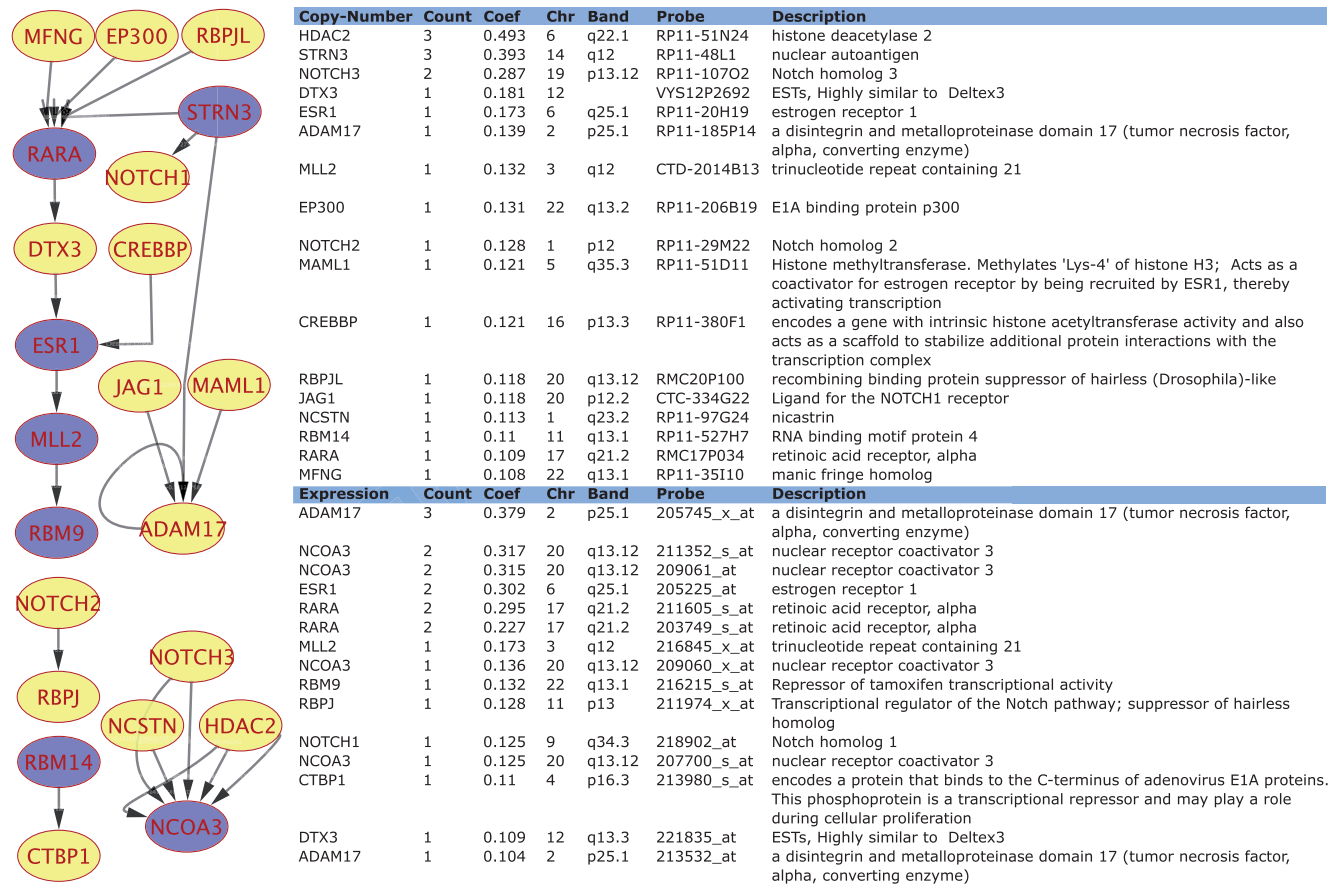 MFNG EP300 RBPJL
STRN3
RARA
NOTCH1
DTX3 CREBBP
ESR1
JAG1 MAML1
MLL2
RBM9 ADAM17
NOTCH2
NOTCH3
RBPJ
NCSTN HDAC2
RBM14
NCOA3
CTBP1
Copy-Number Count Coef Chr Band Probe Description
HDAC2 3 0.493 6 q22.1 RP11-51N24 histone deacetylase 2
STRN3 3 0.393 14 q12 RP11-48L1 nuclear autoantigen
NOTCH3 2 0.287 19 p13.12 RP11-107O2 Notch homolog 3
DTX3 1 0.181 12 VYS12P2692 ESTs, Highly similar to Deltex3
ESR1 1 0.173 6 q25.1 RP11-20H19 estrogen receptor 1
ADAM17 1 0.139 2 p25.1 RP11-185P14 a disintegrin and metalloproteinase domain 17 (tumor necrosis factor,
alpha, converting enzyme)
MLL2 1 0.132 3 q12 CTD-2014B13 trinucleotide repeat containing 21
EP300 1 0.131 22 q13.2 RP11-206B19 E1A binding protein p300
NOTCH2 1 0.128 1 p12 RP11-29M22 Notch homolog 2
MAML1 1 0.121 5 q35.3 RP11-51D11 Histone methyltransferase. Methylates 'Lys-4' of histone H3; Acts as a
coactivator for estrogen receptor by being recruited by ESR1, thereby
activating transcription
CREBBP 1 0.121 16 p13.3 RP11-380F1 encodes a gene with intrinsic histone acetyltransferase activity and also
acts as a scaffold to stabilize additional protein interactions with the
transcription complex
RBPJL 1 0.118 20 q13.12 RMC20P100 recombining binding protein suppressor of hairless (Drosophila)-like
JAG1 1 0.118 20 p12.2 CTC-334G22 Ligand for the NOTCH1 receptor
NCSTN 1 0.113 1 q23.2 RP11-97G24 nicastrin
RBM14 1 0.11 11 q13.1 RP11-527H7 RNA binding motif protein 4
RARA 1 0.109 17 q21.2 RMC17P034 retinoic acid receptor, alpha
MFNG 1 0.108 22 q13.1 RP11-35I10 manic fringe homolog
Expression Count Coef Chr Band Probe Description
ADAM17 3 0.379 2 p25.1 205745_x_at a disintegrin and metalloproteinase domain 17 (tumor necrosis factor,
alpha, converting enzyme)
NCOA3 2 0.317 20 q13.12 211352_s_at nuclear receptor coactivator 3
NCOA3 2 0.315 20 q13.12 209061_at nuclear receptor coactivator 3
ESR1 2 0.302 6 q25.1 205225_at estrogen receptor 1
RARA 2 0.295 17 q21.2 211605_s_at retinoic acid receptor, alpha
RARA 2 0.227 17 q21.2 203749_s_at retinoic acid receptor, alpha
MLL2 1 0.173 3 q12 216845_x_at trinucleotide repeat containing 21
NCOA3 1 0.136 20 q13.12 209060_x_at nuclear receptor coactivator 3
RBM9 1 0.132 22 q13.1 216215_s_at Repressor of tamoxifen transcriptional activity
RBPJ 1 0.128 11 p13 211974_x_at Transcriptional regulator of the Notch pathway; suppressor of hairless
homolog
NOTCH1 1 0.125 9 q34.3 218902_at Notch homolog 1
NCOA3 1 0.125 20 q13.12 207700_s_at nuclear receptor coactivator 3
CTBP1 1 0.11 4 p16.3 213980_s_at encodes a protein that binds to the C-terminus of adenovirus E1A proteins.
This phosphoprotein is a transcriptional repressor and may play a role
during cellular proliferation
DTX3 1 0.109 12 q13.3 221835_at ESTs, Highly similar to Deltex3
ADAM17 1 0.104 2 p25.1 213532_at a disintegrin and metalloproteinase domain 17 (tumor necrosis factor,
alpha, converting enzyme)